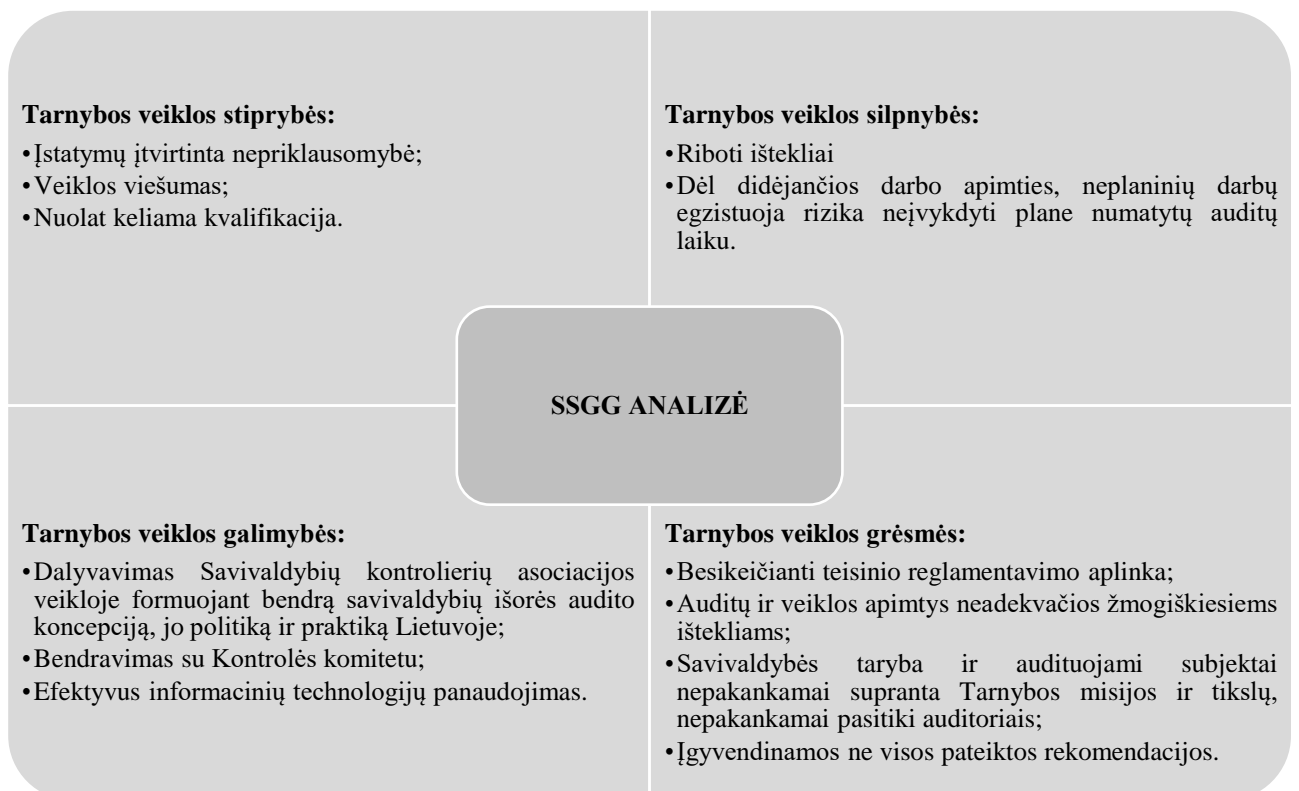 Tarnybos veiklos stiprybės:
•Įstatymų įtvirtinta nepriklausomybė;
•Veiklos viešumas;
•Nuolat keliama kvalifikacija.
Tarnybos veiklos silpnybės:
•Riboti ištekliai
•Dėl didėjančios darbo apimties, neplaninių darbų
egzistuoja rizika neįvykdyti plane numatytų auditų
laiku.
SSGG ANALIZĖ
Tarnybos veiklos galimybės:
•Dalyvavimas Savivaldybių kontrolierių asociacijos
veikloje formuojant bendrą savivaldybių išorės audito
koncepciją, jo politiką ir praktiką Lietuvoje;
•Bendravimas su Kontrolės komitetu;
•Efektyvus informacinių technologijų panaudojimas.
Tarnybos veiklos grėsmės:
•Besikeičianti teisinio reglamentavimo aplinka;
•Auditų ir veiklos apimtys neadekvačios žmogiškiesiems
ištekliams;
•Savivaldybės taryba ir audituojami subjektai
nepakankamai supranta Tarnybos misijos ir tikslų,
nepakankamai pasitiki auditoriais;
•Įgyvendinamos ne visos pateiktos rekomendacijos.